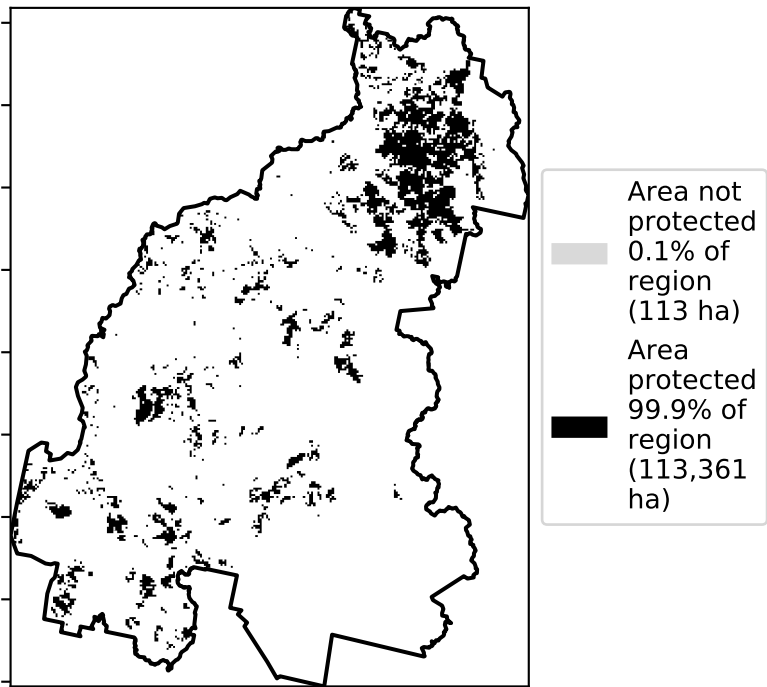 Area not
protected
0.1% of
region
(113 ha)
Area
protected
99.9% of
region
(113,361
ha)